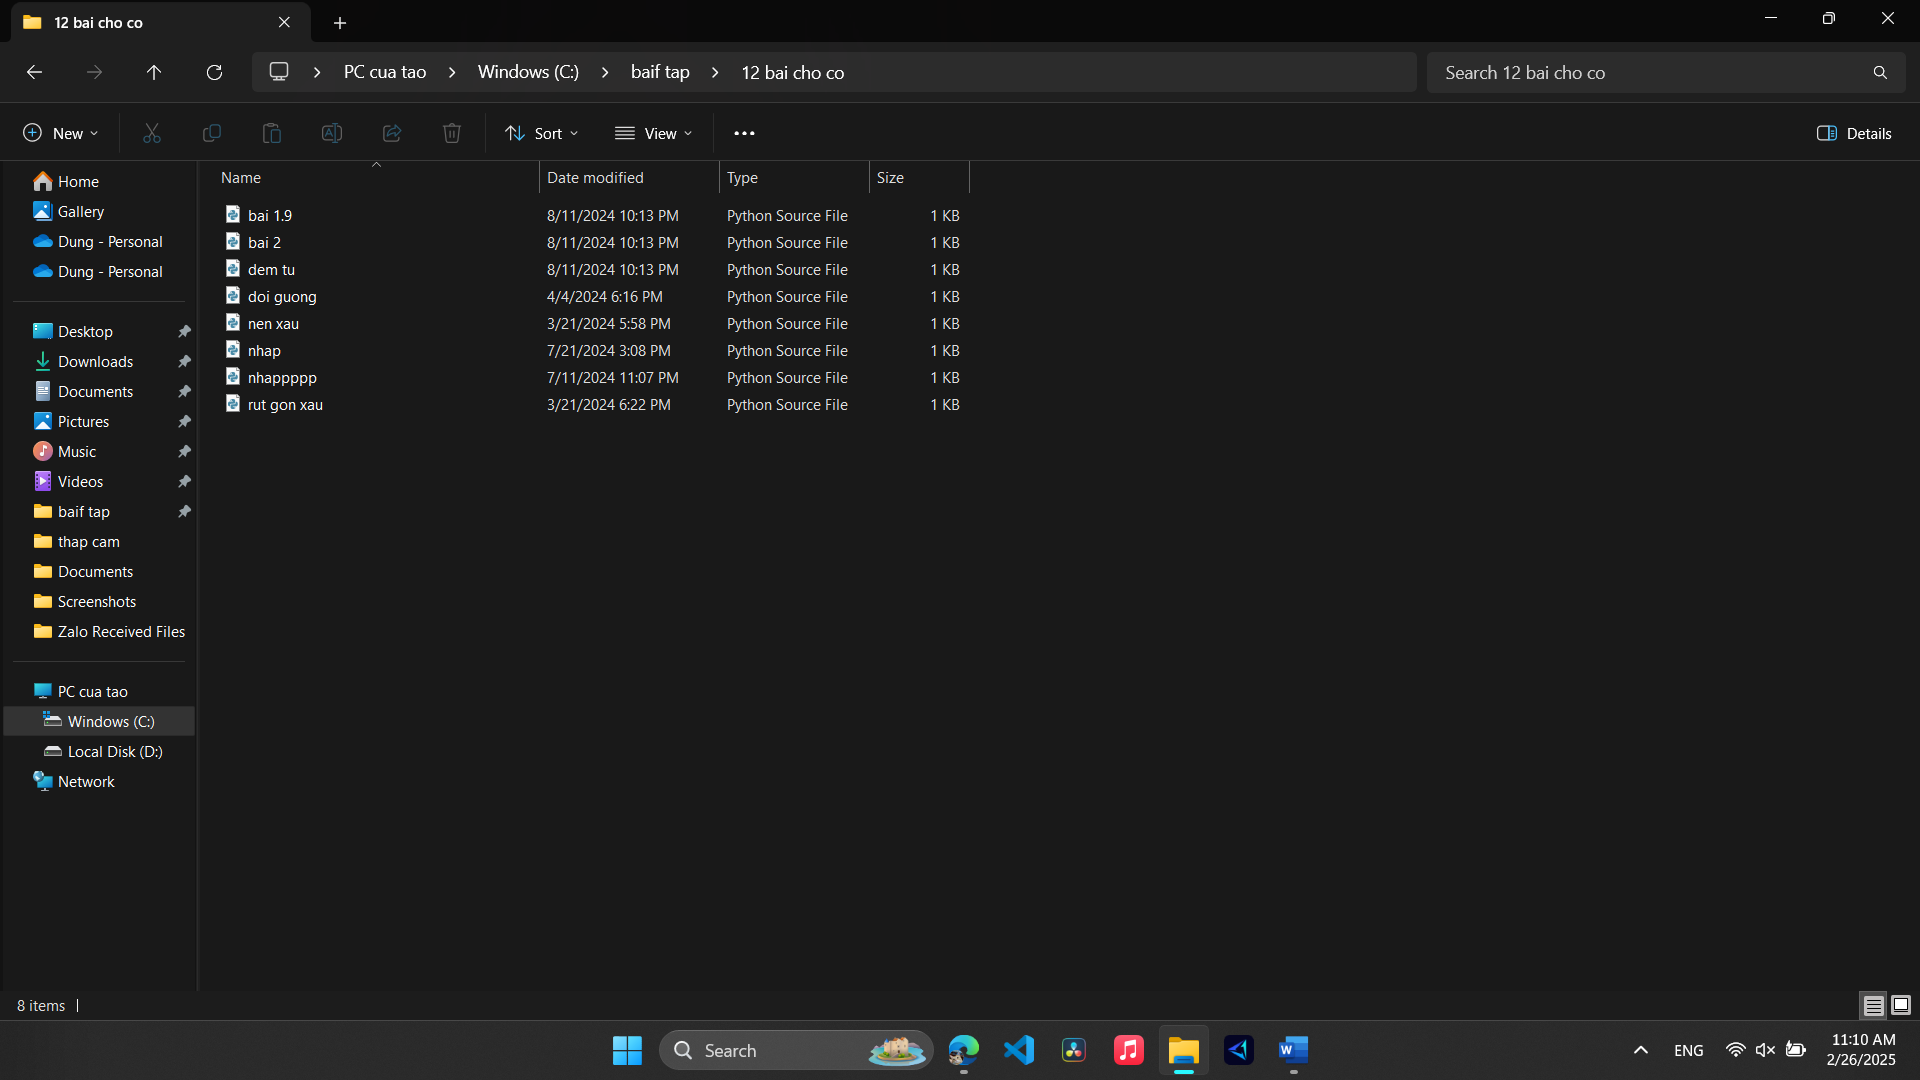 12 bai cho co
PC cua tao > Windows (C:) > baif tap > 12 bai cho co
Search 12 bai cho co
New
Sort
View
Details
Name Date modified Type Size
bai 1.9 8/11/2024 10:13 PM Python Source File 1 KB
bai 2 8/11/2024 10:13 PM Python Source File 1 KB
dem tu 8/11/2024 10:13 PM Python Source File 1 KB
doi guong 4/4/2024 6:16 PM Python Source File 1 KB
nen xau 3/21/2024 5:58 PM Python Source File 1 KB
nhap 7/21/2024 3:08 PM Python Source File 1 KB
nhappppp 7/11/2024 11:07 PM Python Source File 1 KB
rut gon xau 3/21/2024 6:22 PM Python Source File 1 KB
Home
Gallery
Dung - Personal
Dung - Personal
Desktop
Downloads
Documents
Pictures
Music
Videos
baif tap
thap cam
Documents
Screenshots
Zalo Received Files
PC cua tao
Windows (C:)
Local Disk (D:)
Network
8 items
Search
ENG
11:10 AM
2/26/2025